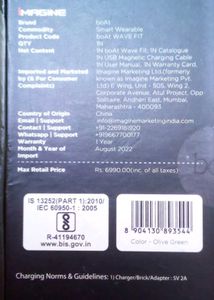 IMAGINE
Brand boAt
Commodity Smart Wearable
Product Code boAt WAVE FIT
QTY 1N
Net Content 1N boAt Wave FIT, 1N Catalogue
1N USB Magnetic Charging Cable
1N User Manual, 1N Warranty Card,
Imported and Marketed Imagine Marketing Ltd.(formerly
by (& For Consumer known as Imagine Marketing Pvt.
Complaints) Ltd) E Wing, Unit - 505, Wing 2,
Corporate Avenue, Atul Project, Opp
Solitaire, Andheri East, Mumbai,
Maharashtra - 400093
Country of Origin China
Email | Support info@imaginemarketingindia.com
Contact | Support +91-2269181920
Whatsapp | Support +919667700177
Warranty 1 Year
Month & Year of August 2022
Import
Max Retail Price Rs. 6990.00(inc. of all taxes)
IS 13252(PART 1):2010/
IEC 60950-1 : 2005
R-41194670
www.bis.gov.in
8 904130 893544
Color - Olive Green
Charging Norms & Guidelines: 1) Charger/Brick/Adapter : 5V 2A